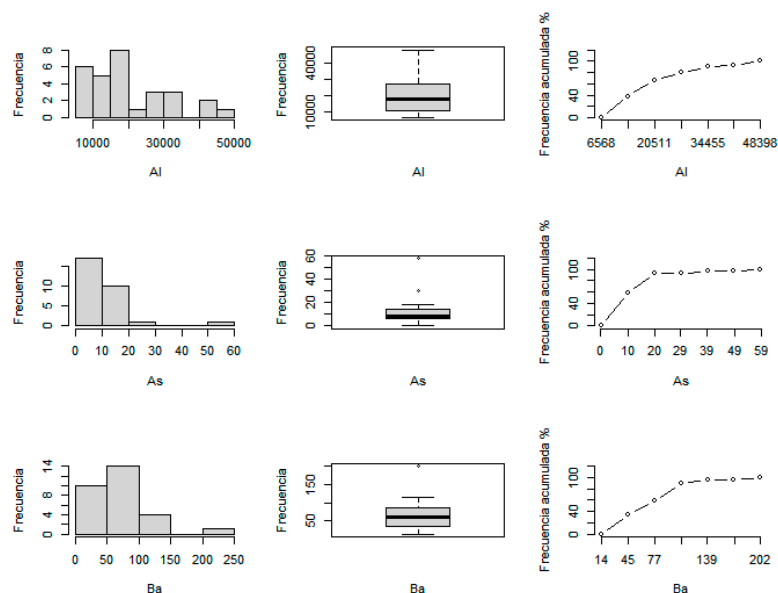 Frecuencia
0 2 4 6 8
10000 30000 50000
Al
Frecuencia
10000 40000
Al
Frecuencia acumulada %
0 40 100
6568 20511 34455 48398
Al
Frecuencia
0 5 10
0 10 20 30 40 50 60
As
Frecuencia
0 20 40 60
As
Frecuencia acumulada %
0 40 100
0 10 20 29 39 49 59
As
Frecuencia
0 4 8 14
0 50 100 150 200 250
Ba
Frecuencia
50 150
Ba
Frecuencia acumulada %
0 40 100
14 45 77 139 202
Ba